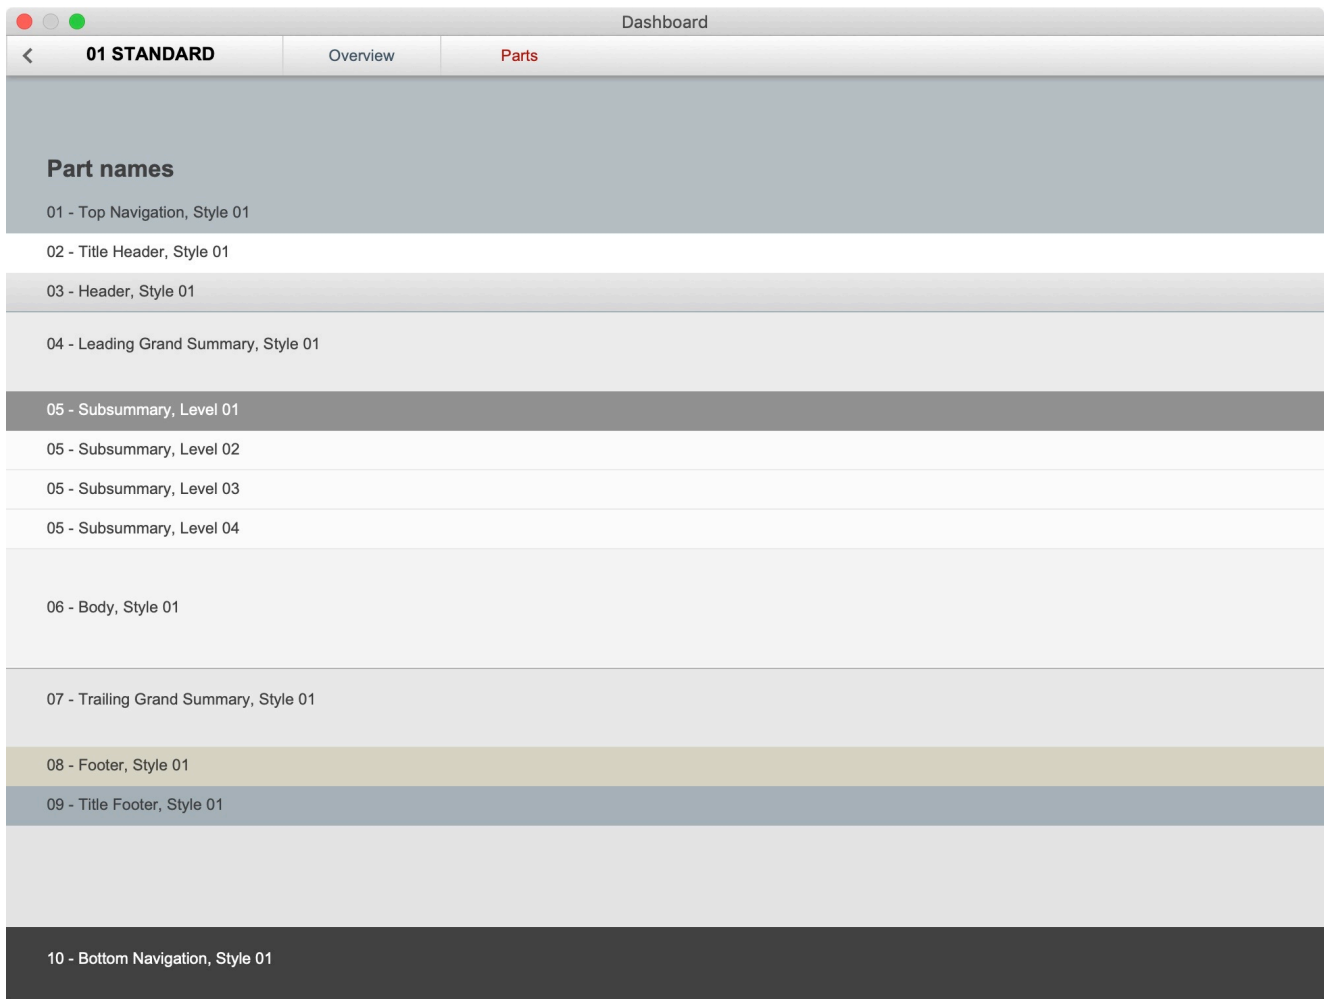 Dashboard
01 STANDARD Overview Parts
Part names
01 - Top Navigation, Style 01
02 - Title Header, Style 01
03 - Header, Style 01
04 - Leading Grand Summary, Style 01
05 - Subsummary, Level 01
05 - Subsummary, Level 02
05 - Subsummary, Level 03
05 - Subsummary, Level 04
06 - Body, Style 01
07 - Trailing Grand Summary, Style 01
08 - Footer, Style 01
09 - Title Footer, Style 01
10 - Bottom Navigation, Style 01